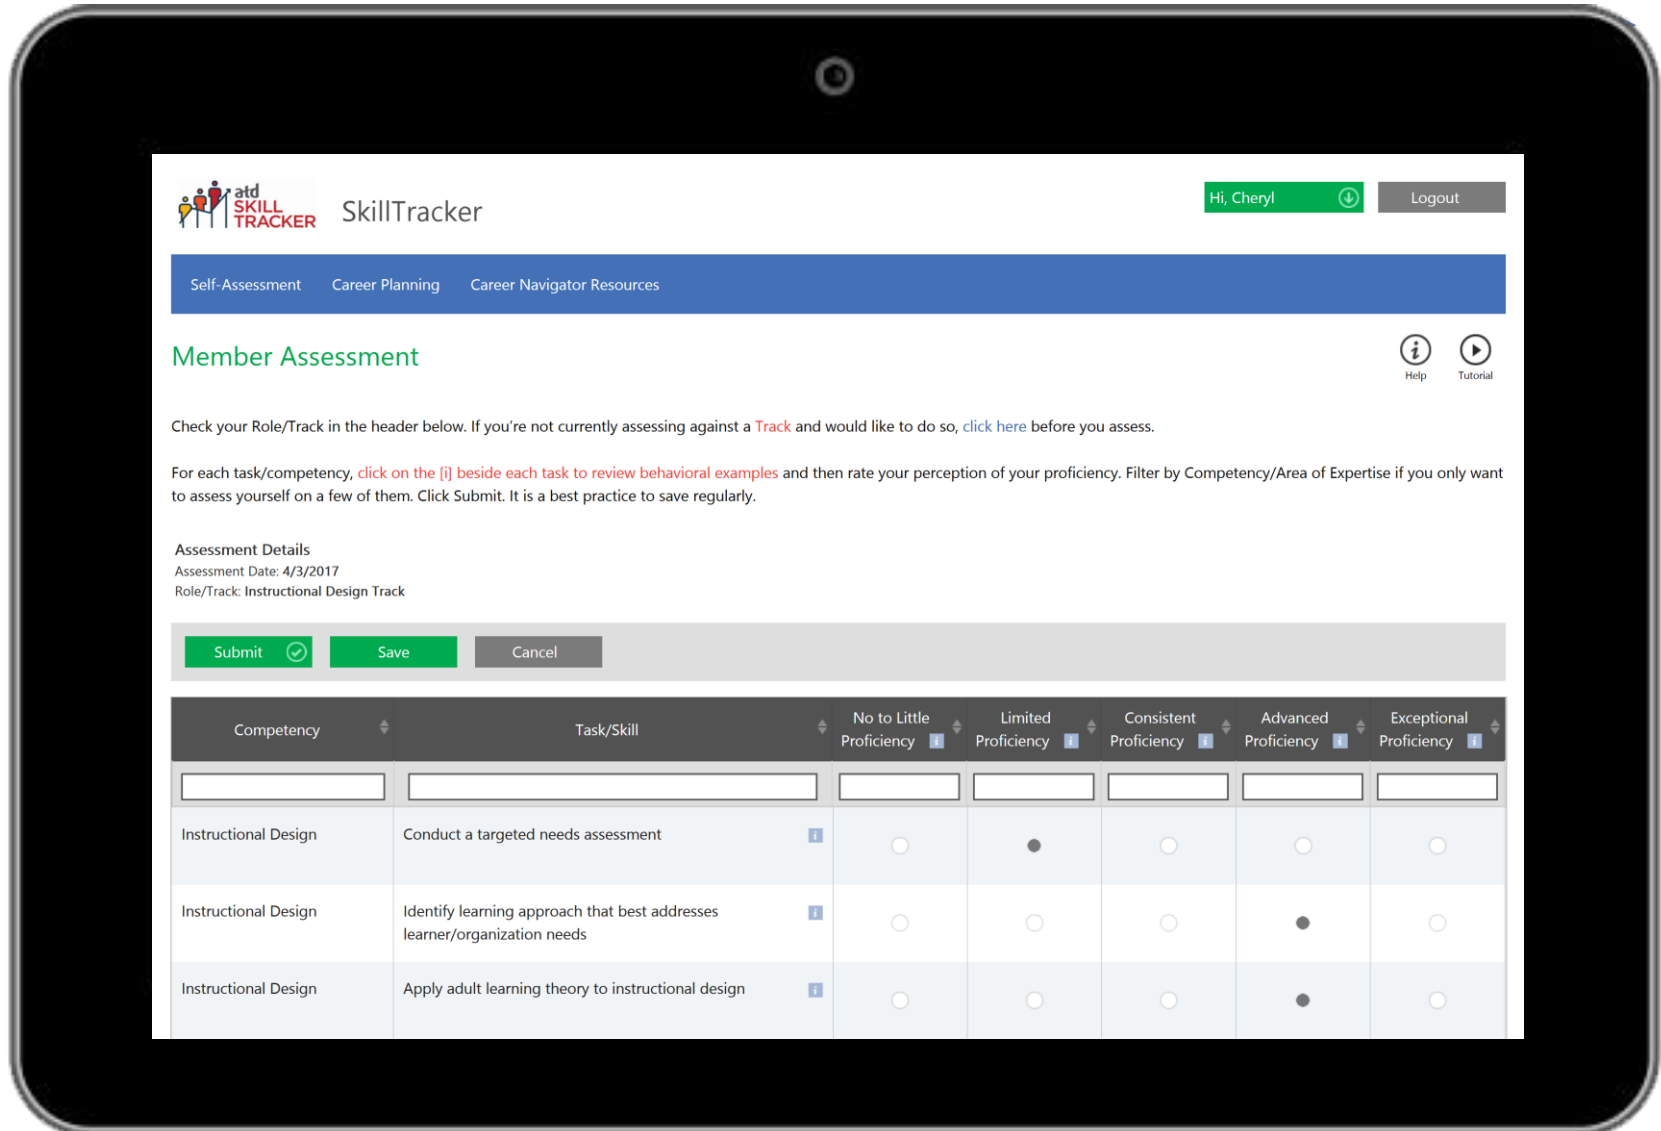 atd
SKILL
TRACKER
SkillTracker
Hi, Cheryl
Logout
Self-Assessment Career Planning Career Navigator Resources
Member Assessment
Help
Tutorial
Check your Role/Track in the header below. If you're not currently assessing against a Track and would like to do so, click here before you assess.
For each task/competency, click on the [i] beside each task to review behavioral examples and then rate your perception of your proficiency. Filter by Competency/Area of Expertise if you only want
to assess yourself on a few of them. Click Submit. It is a best practice to save regularly.
Assessment Details
Assessment Date: 4/3/2017
Role/Track: Instructional Design Track
Submit
Save
Cancel
Competency
Task/Skill
No to Little
Proficiency i
Limited
Proficiency i
Consistent
Proficiency i
Advanced
Proficiency i
Exceptional
Proficiency i
Instructional Design
Conduct a targeted needs assessment i
Instructional Design
Identify learning approach that best addresses i
learner/organization needs
Instructional Design
Apply adult learning theory to instructional design i